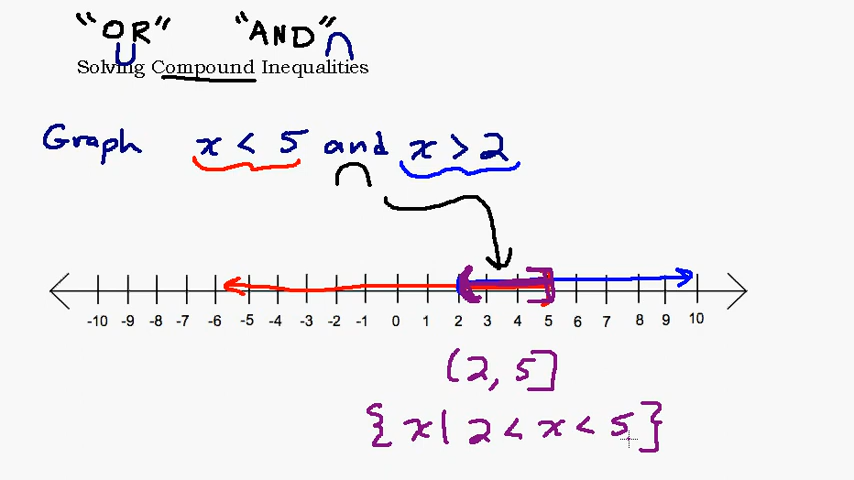 "OR" "AND" ∩
∪
Solving Compound Inequalities
Graph x < 5 and x > 2
∩
-10 -9 -8 -7 -6 -5 -4 -3 -2 -1 0 1 2 3 4 5 6 7 8 9 10
(2, 5]
{ x | 2 < x < 5 }